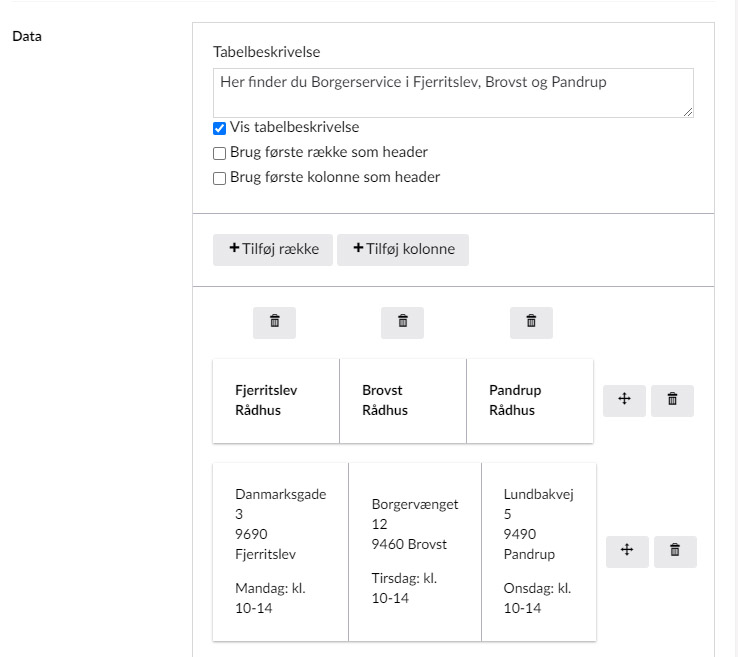 Data
Tabelbeskrivelse
Her finder du Borgerservice i Fjerritslev, Brovst og Pandrup
Vis tabelbeskrivelse
Brug første række som header
Brug første kolonne som header
+Tilføj række
+Tilføj kolonne
Fjerritslev
Rådhus
Brovst
Rådhus
Pandrup
Rådhus
Danmarksgade
3
9690
Fjerritslev
Mandag: kl.
10-14
Borgervænget
12
9460 Brovst
Tirsdag: kl.
10-14
Lundbakvej
5
9490
Pandrup
Onsdag: kl.
10-14